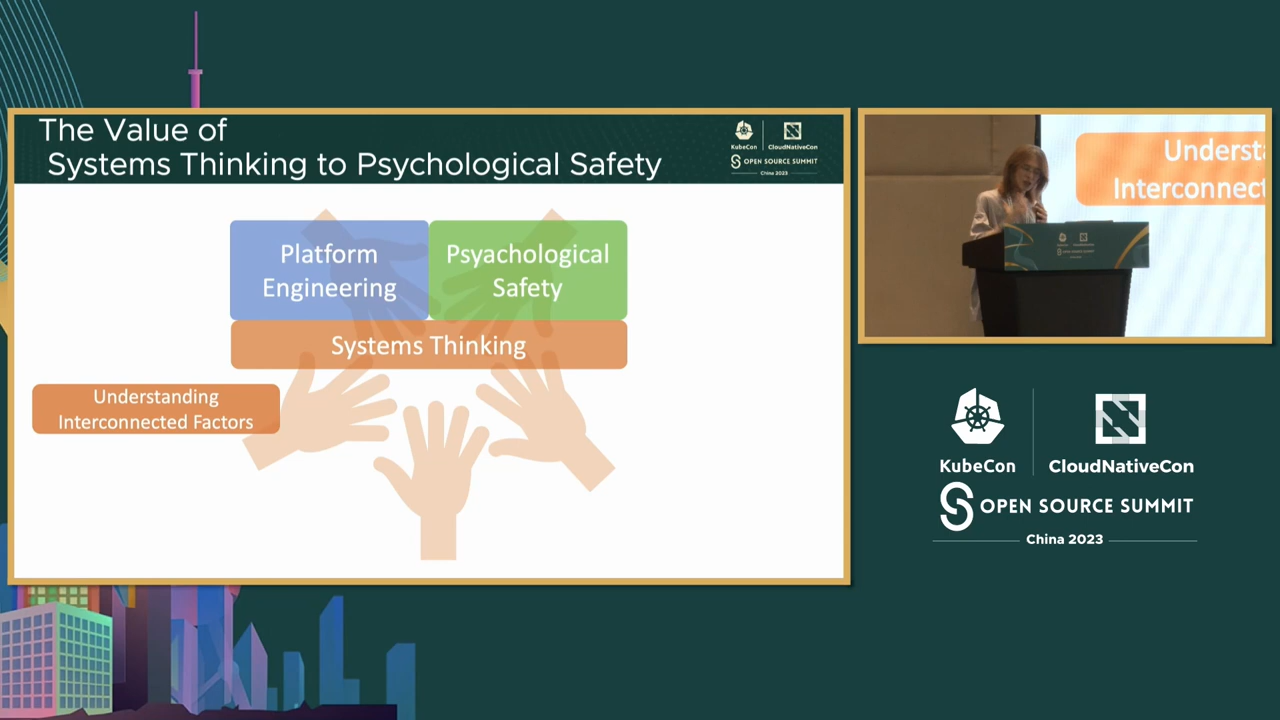 The Value of
Systems Thinking to Psychological Safety
KubeCon
CloudNativeCon
OPEN SOURCE SUMMIT
China 2023
Platform
Engineering
Psyachological
Safety
Systems Thinking
Understanding
Interconnected Factors
Understa
Interconnect
KubeCon
CloudNativeCon
OPEN SOURCE SUMMIT
China 2023